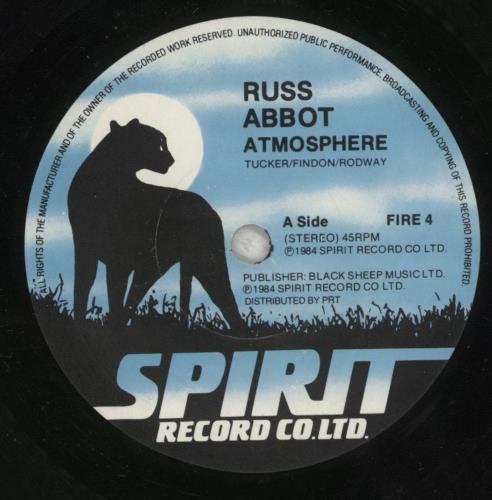 ALL RIGHTS OF THE MANUFACTURER AND OF THE OWNER OF THE RECORDED WORK RESERVED. UNAUTHORIZED PUBLIC PERFORMANCE, BROADCASTING AND COPYING OF THIS RECORD PROHIBITED.
RUSS
ABBOT
ATMOSPHERE
TUCKER/FINDON/RODWAY
A Side FIRE 4
(STEREO) 45RPM
℗1984 SPIRIT RECORD CO LTD.
PUBLISHER: BLACK SHEEP MUSIC LTD.
℗1984 SPIRIT RECORD CO LTD.
DISTRIBUTED BY PRT
SPIRIT
RECORD CO.LTD.